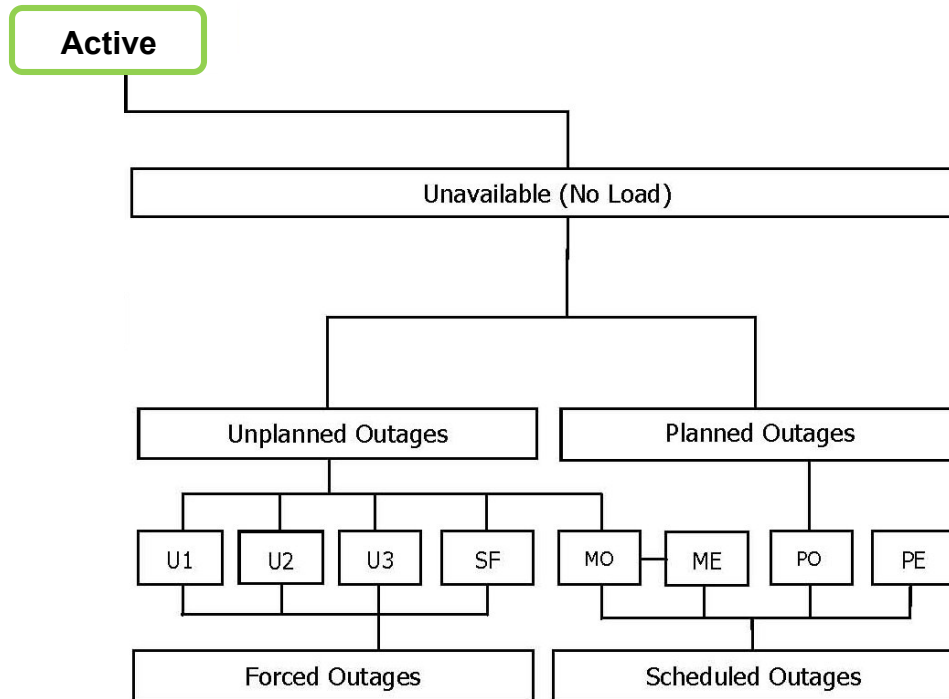 Active
Unavailable (No Load)
Unplanned Outages
Planned Outages
U1
U2
U3
SF
MO
ME
PO
PE
Forced Outages
Scheduled Outages